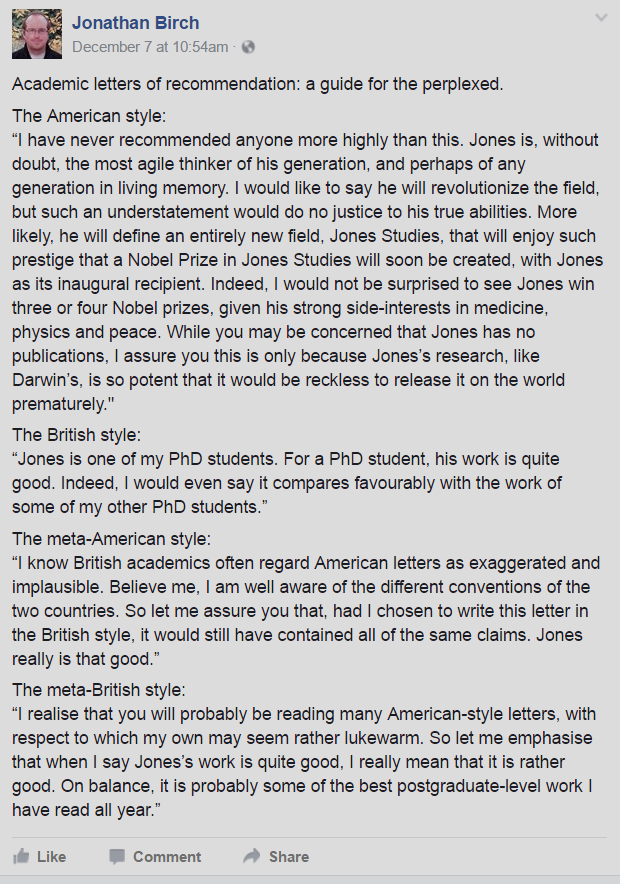 Jonathan Birch
December 7 at 10:54am ·
Academic letters of recommendation: a guide for the perplexed.
The American style:
“I have never recommended anyone more highly than this. Jones is, without
doubt, the most agile thinker of his generation, and perhaps of any
generation in living memory. I would like to say he will revolutionize the field,
but such an understatement would do no justice to his true abilities. More
likely, he will define an entirely new field, Jones Studies, that will enjoy such
prestige that a Nobel Prize in Jones Studies will soon be created, with Jones
as its inaugural recipient. Indeed, I would not be surprised to see Jones win
three or four Nobel prizes, given his strong side-interests in medicine,
physics and peace. While you may be concerned that Jones has no
publications, I assure you this is only because Jones’s research, like
Darwin’s, is so potent that it would be reckless to release it on the world
prematurely."
The British style:
“Jones is one of my PhD students. For a PhD student, his work is quite
good. Indeed, I would even say it compares favourably with the work of
some of my other PhD students.”
The meta-American style:
“I know British academics often regard American letters as exaggerated and
implausible. Believe me, I am well aware of the different conventions of the
two countries. So let me assure you that, had I chosen to write this letter in
the British style, it would still have contained all of the same claims. Jones
really is that good.”
The meta-British style:
“I realise that you will probably be reading many American-style letters, with
respect to which my own may seem rather lukewarm. So let me emphasise
that when I say Jones’s work is quite good, I really mean that it is rather
good. On balance, it is probably some of the best postgraduate-level work I
have read all year.”
Like Comment Share